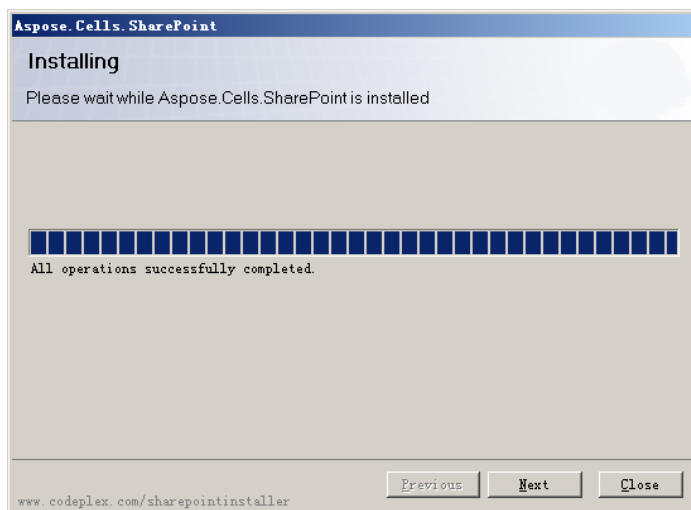 Aspose.Cells.SharePoint
Installing
Please wait while Aspose.Cells.SharePoint is installed
All operations successfully completed.
Previous Next Close
www.codeplex.com/sharepointinstaller